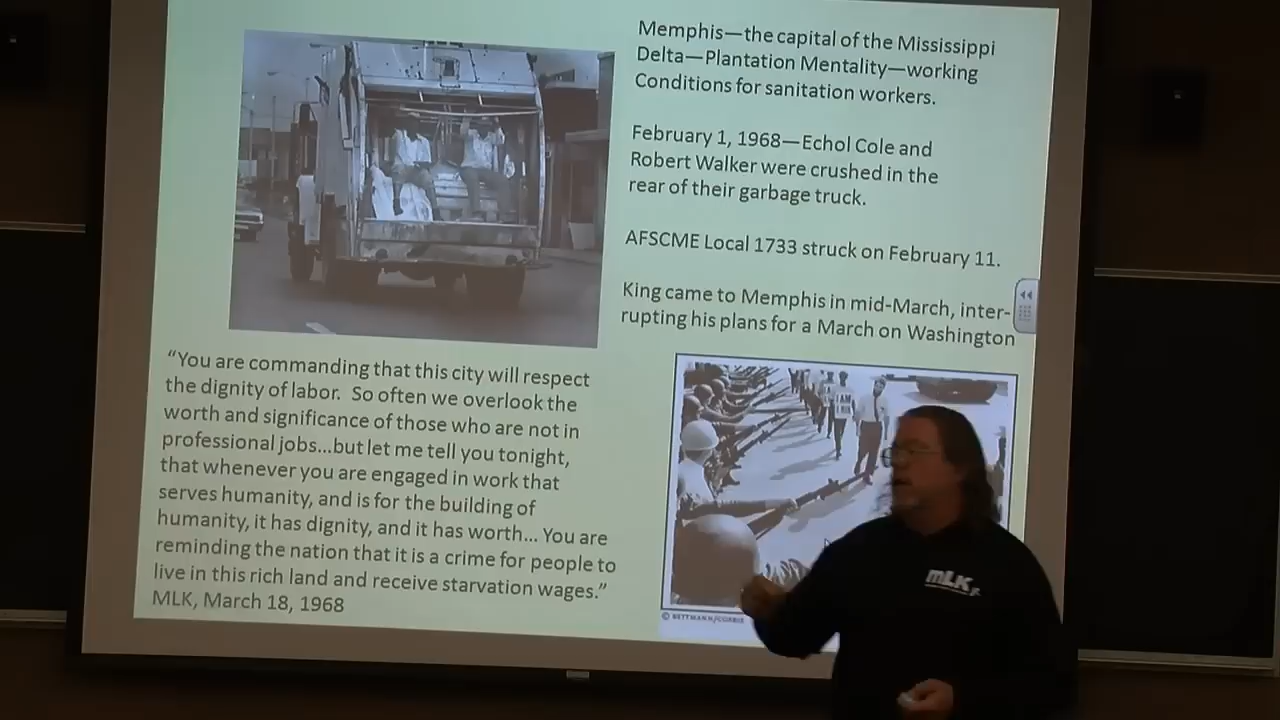 Memphis—the capital of the Mississippi
Delta—Plantation Mentality—working
Conditions for sanitation workers.
February 1, 1968—Echol Cole and
Robert Walker were crushed in the
rear of their garbage truck.
AFSCME Local 1733 struck on February 11.
King came to Memphis in mid-March, inter-
rupting his plans for a March on Washington
“You are commanding that this city will respect
the dignity of labor.  So often we overlook the
worth and significance of those who are not in
professional jobs...but let me tell you tonight,
that whenever you are engaged in work that
serves humanity, and is for the building of
humanity, it has dignity, and it has worth... You are
reminding the nation that it is a crime for people to
live in this rich land and receive starvation wages.”
MLK, March 18, 1968
© BETTMANN/CORBIS
MLK